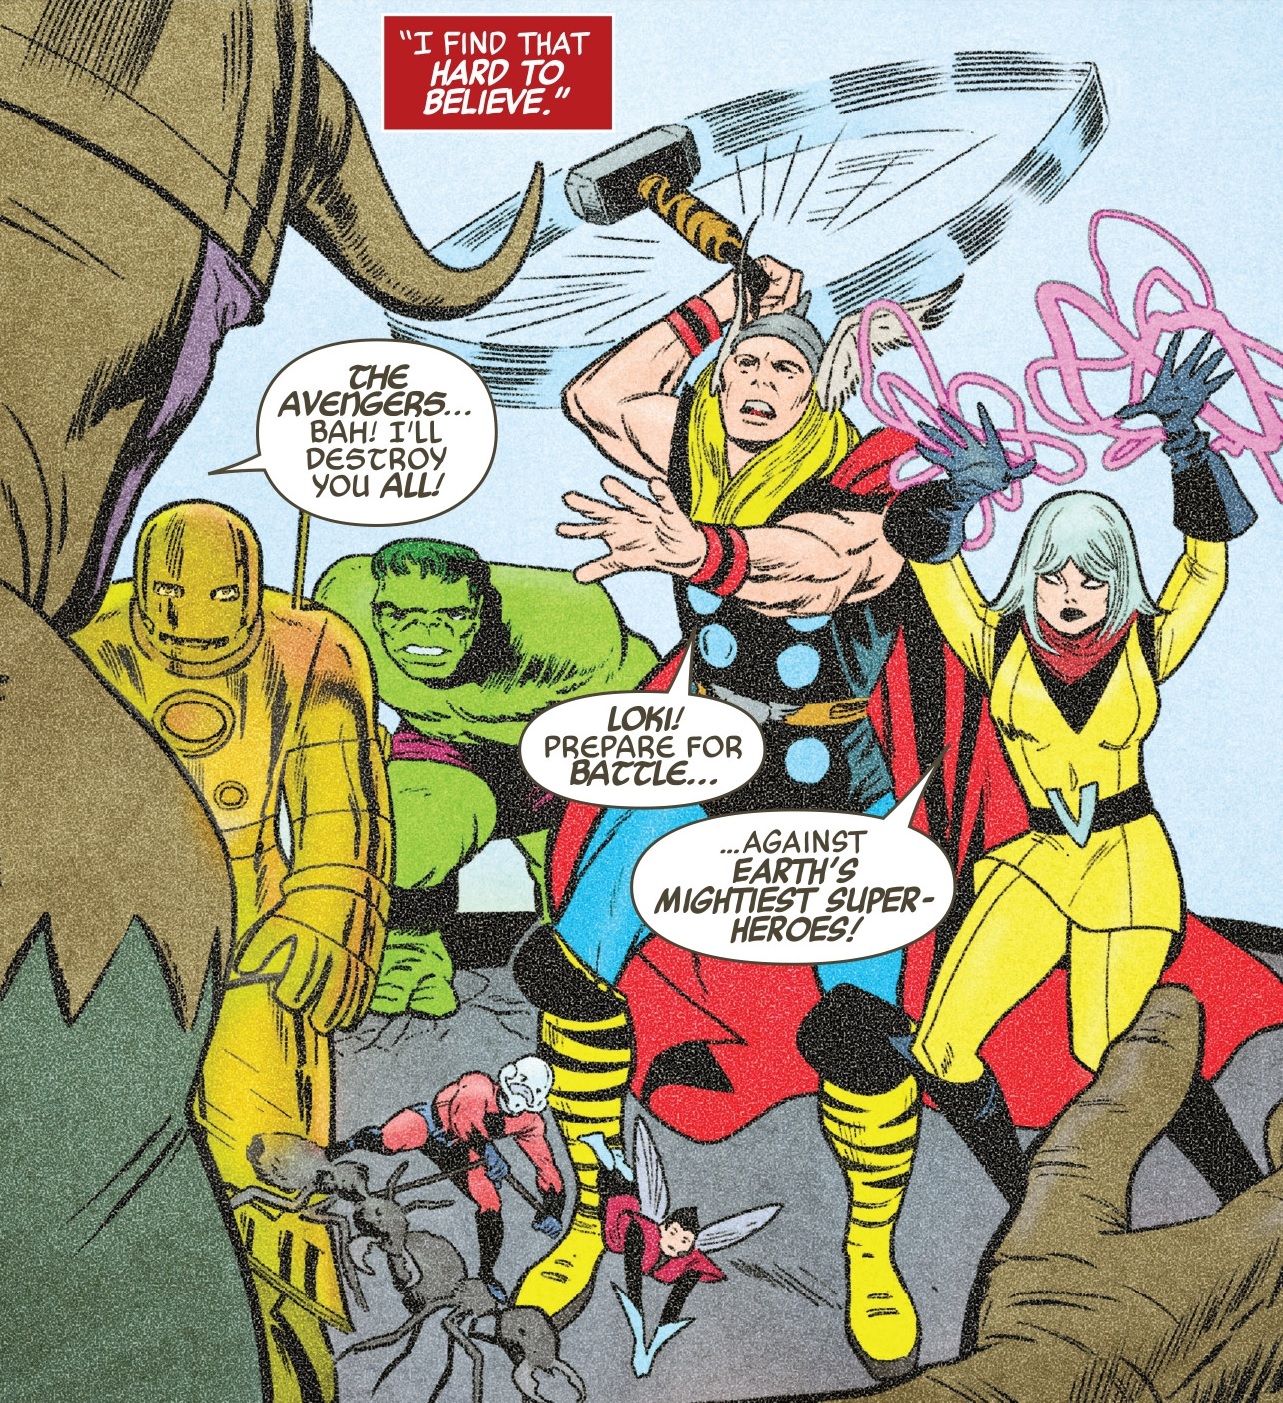 "I FIND THAT
HARD TO
BELIEVE."
THE
AVENGERS...
BAH! I'LL
DESTROY
YOU ALL!
LOKI!
PREPARE FOR
BATTLE...
...AGAINST
EARTH'S
MIGHTIEST SUPER-
HEROES!